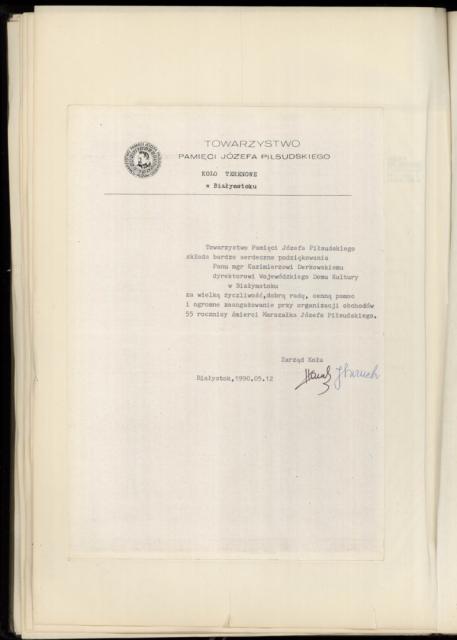 TOWARZYSTWO
PAMIĘCI JÓZEFA PIŁSUDSKIEGO
KOŁO TERENOWE
w Białymstoku
Towarzystwo Pamięci Józefa Piłsudskiego
składa bardzo serdeczne podziękowania
Panu mgr Kazimierzowi Derkowskiemu
dyrektorowi Wojewódzkiego Domu Kultury
w Białymstoku
za wielką życzliwość, dobrą radę, cenną pomoc
i ogromne zaangażowanie przy organizacji obchodów
55 rocznicy śmierci Marszałka Józefa Piłsudskiego.
Zarząd Koła
Białystok, 1990.05.12